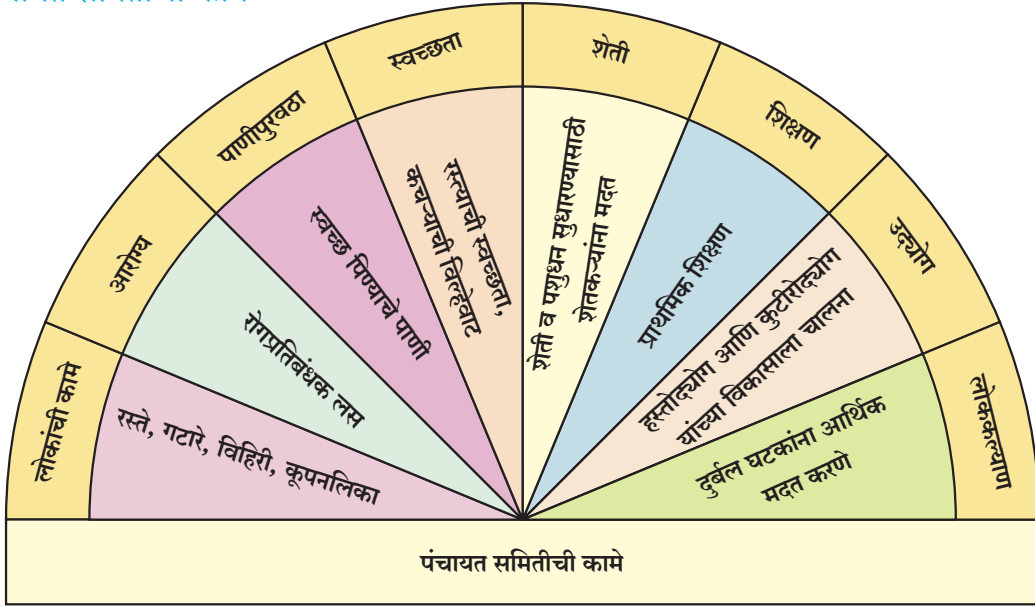 लोकांची कामे
रस्ते, गटारे, विहिरी, कूपनलिका
आरोग्य
रोगप्रतिबंधक लस
पाणीपुरवठा
स्वच्छ पिण्याचे पाणी
स्वच्छता
रस्त्याची स्वच्छता,
कचऱ्याची विल्हेवाट
शेती
शेती व पशुधन सुधारण्यासाठी
शेतकऱ्यांना मदत
शिक्षण
प्राथमिक शिक्षण
उद्योग
हस्तोद्योग आणि कुटीरोद्योग
यांच्या विकासाला चालना
लोककल्याण
दुर्बल घटकांना आर्थिक
मदत करणे
पंचायत समितीची कामे